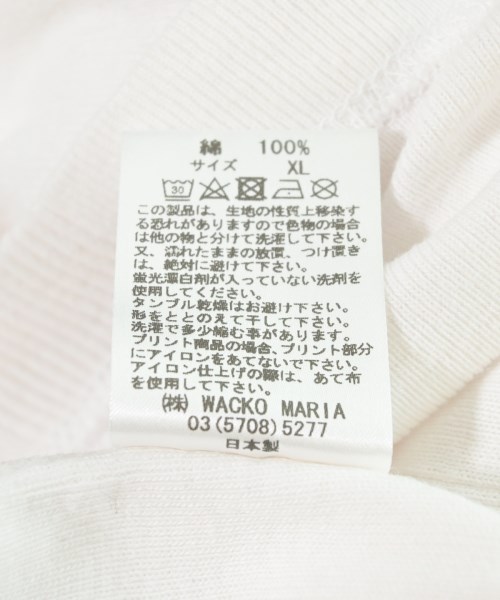 綿 100%
サイズ XL
30
この製品は、生地の性質上移染す
る恐れがありますので色物の場合
は他の物と分けて洗濯して下さい。
又、濡れたままの放置、つけ置き
は、絶対に避けて下さい。
蛍光漂白剤が入っていない洗剤を
使用してください。
タンブル乾燥はお避け下さい。
形をととのえて干して下さい。
洗濯で多少縮む事があります。
プリント商品の場合、プリント部分
にアイロンをあてないで下さい。
アイロン仕上げの際は、あて布
を使用して下さい。
㈱ WACKO MARIA
03(5708)5277
日本製